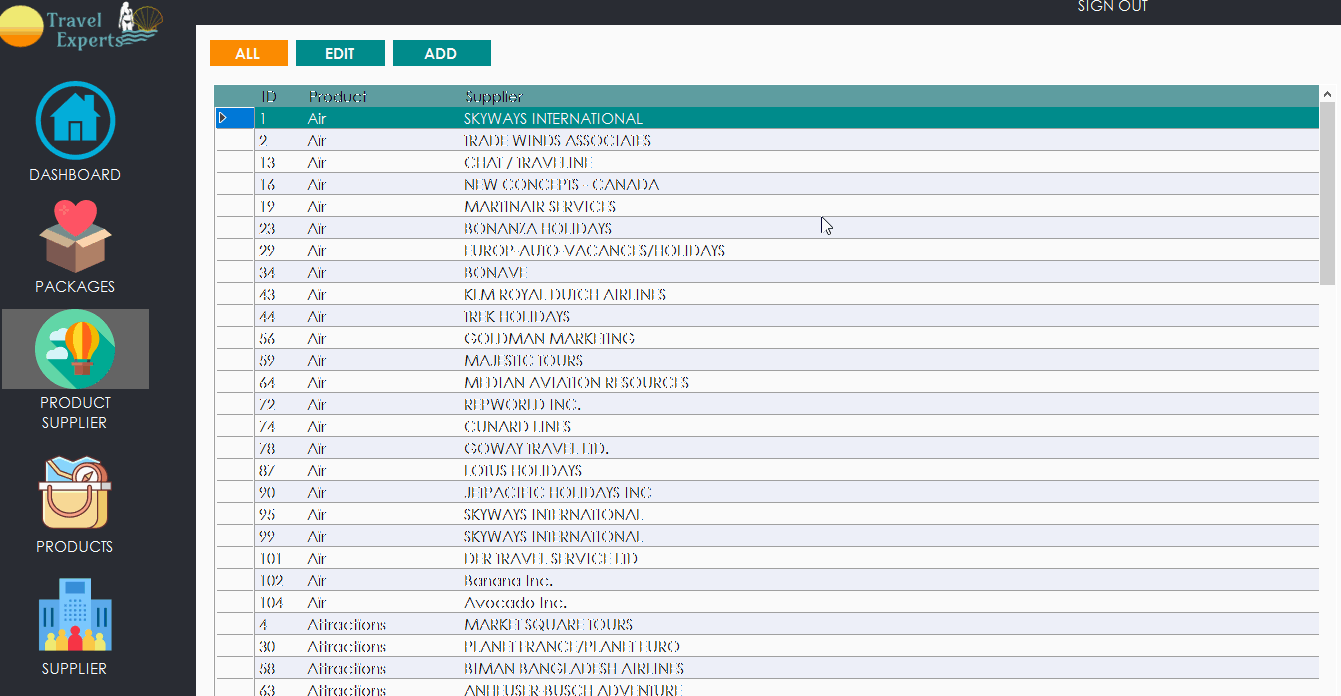 SIGN OUT
Travel
Experts
ALL EDIT ADD
DASHBOARD
PACKAGES
PRODUCT
SUPPLIER
PRODUCTS
SUPPLIER
ID Product Supplier
1 Air SKYWAYS INTERNATIONAL
2 Air TRADE WINDS ASSOCIATES
13 Air CHAT / TRAVELINE
16 Air NEW CONCEPTS - CANADA
19 Air MARTINAIR SERVICES
23 Air BONANZA HOLIDAYS
29 Air EUROP-AUTO-VACANCES/HOLIDAYS
34 Air BONAVE
43 Air KLM ROYAL DUTCH AIRLINES
44 Air TREK HOLIDAYS
56 Air GOLDMAN MARKETING
59 Air MAJESTIC TOURS
64 Air MEDIAN AVIATION RESOURCES
72 Air REPWORLD INC.
74 Air CUNARD LINES
78 Air GOWAY TRAVEL LTD.
87 Air LOTUS HOLIDAYS
90 Air JETPACIFIC HOLIDAYS INC
95 Air SKYWAYS INTERNATIONAL
99 Air SKYWAYS INTERNATIONAL
101 Air DER TRAVEL SERVICE LTD
102 Air Banana Inc.
104 Air Avocado Inc.
4 Attractions MARKET SQUARE TOURS
30 Attractions PLANET FRANCE/PLANET EURO
58 Attractions BIMAN BANGLADESH AIRLINES
63 Attractions ANHEUSER-BUSCH ADVENTURE